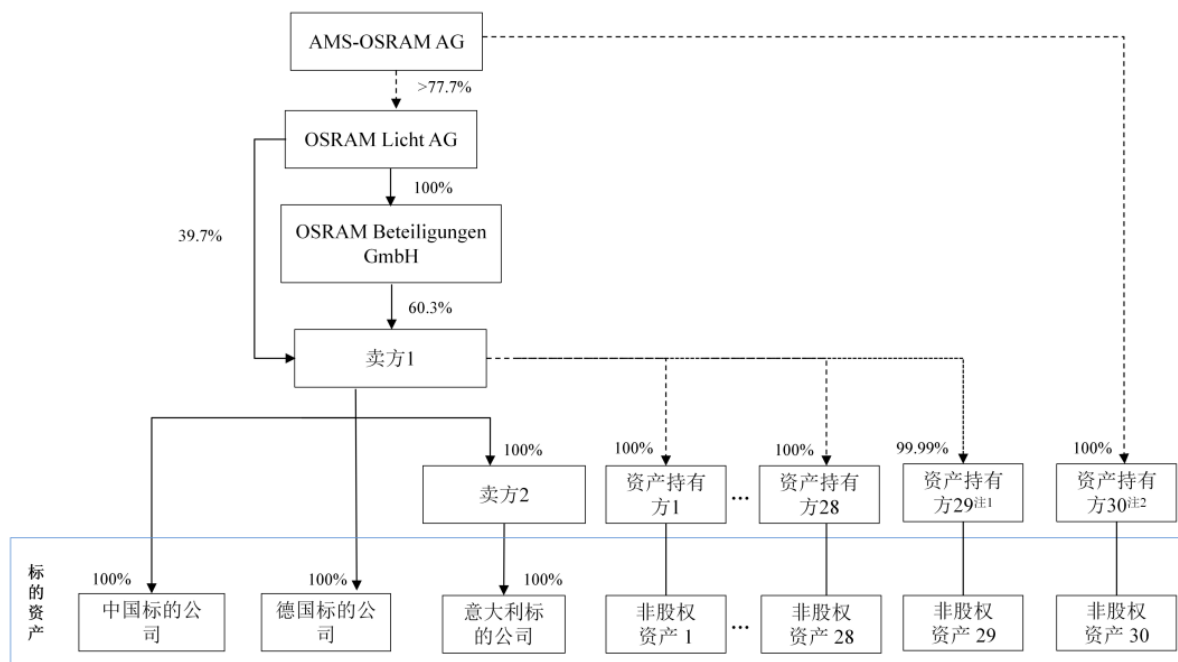 AMS-OSRAM AG
>77.7%
OSRAM Licht AG
100%
39.7%
OSRAM Beteiligungen
GmbH
60.3%
卖方1
100%
100%
100%
99.99%
100%
卖方2
资产持有
方1
...
资产持有
方28
资产持有
方29注1
资产持有
方30注2
标的资产
100%
100%
100%
中国标的公
司
德国标的公
司
意大利标
的公司
非股权
资产 1
...
非股权
资产 28
非股权
资产 29
非股权
资产 30